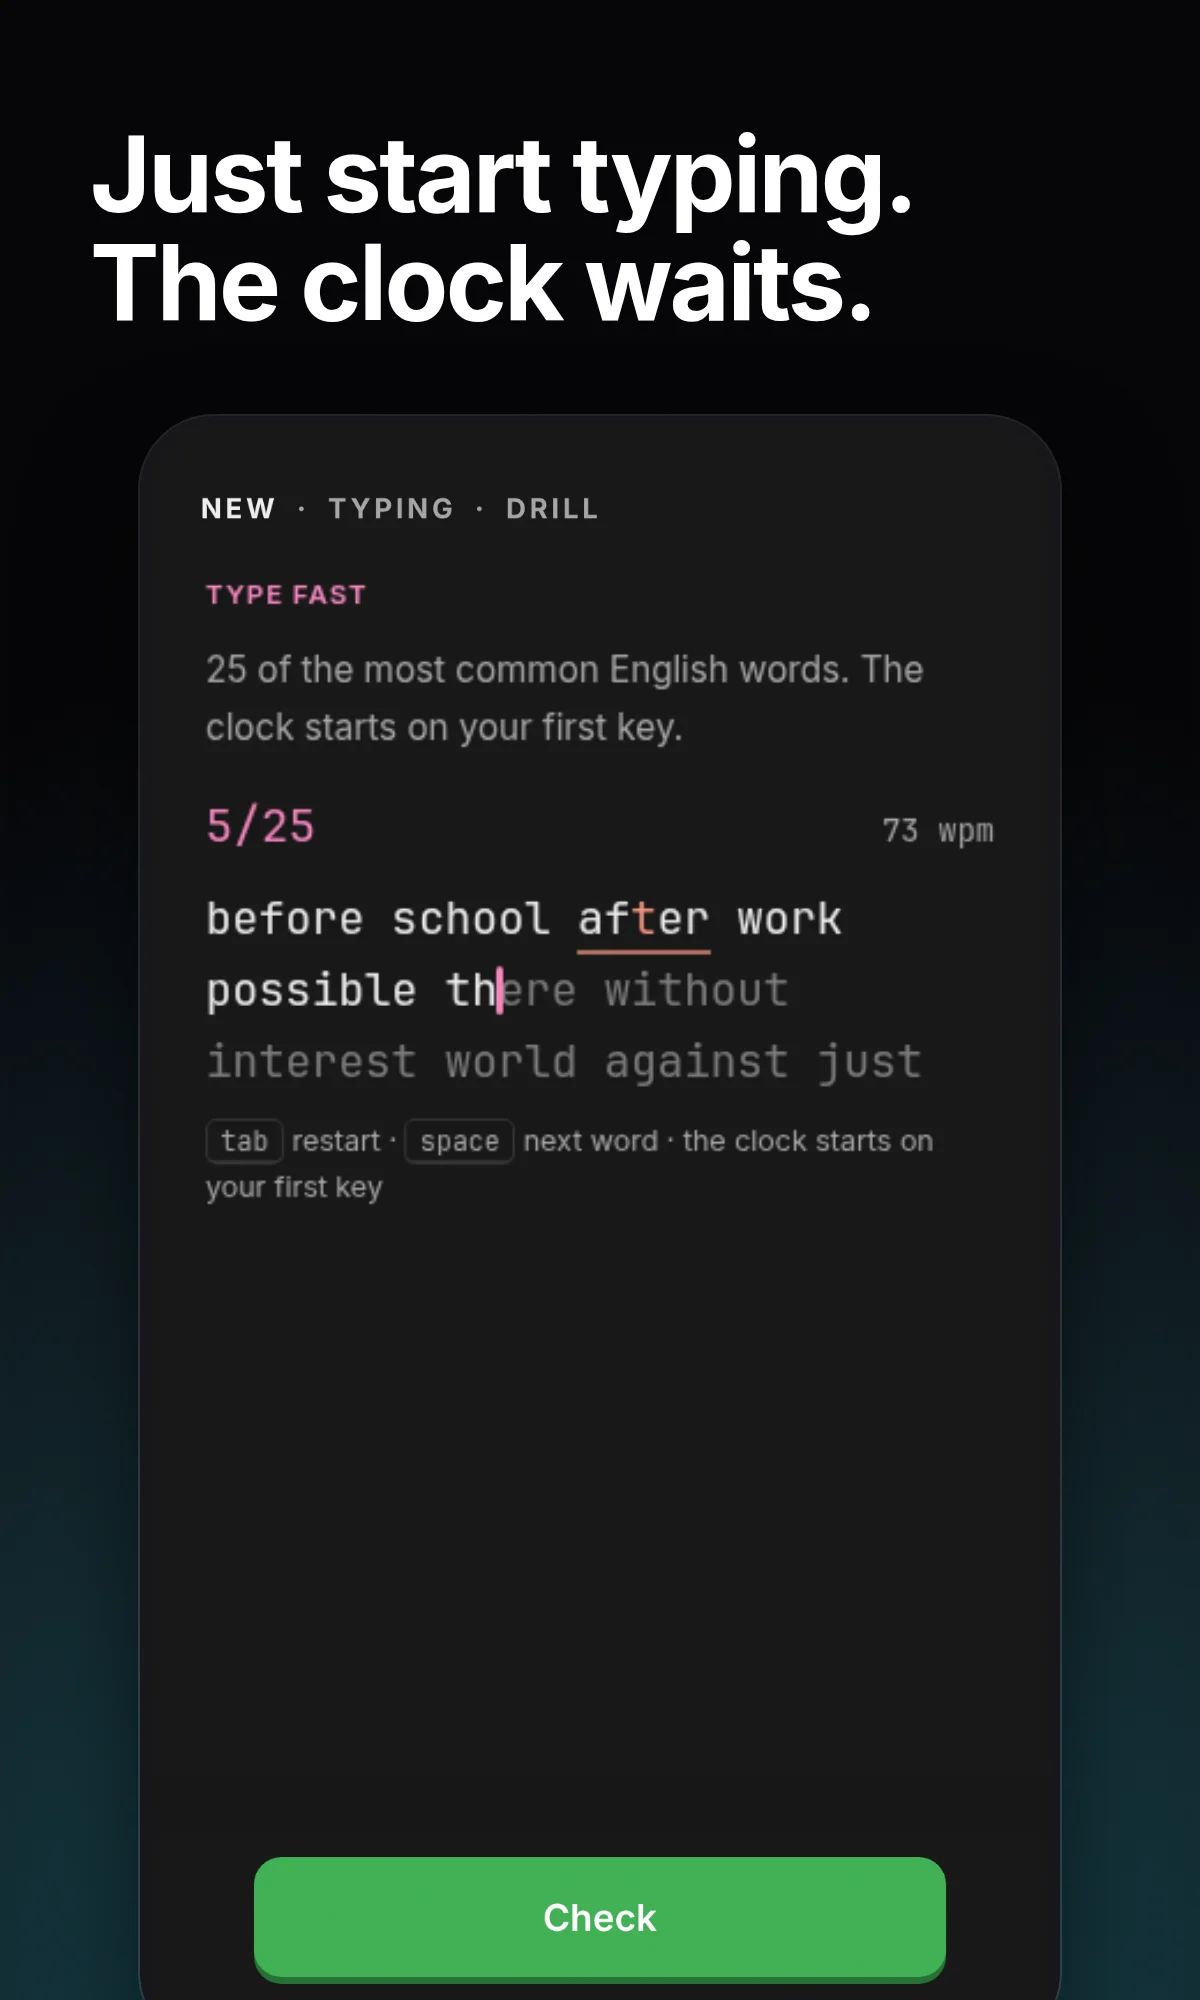 Just start typing.
The clock waits.
NEW · TYPING · DRILL
TYPE FAST
25 of the most common English words. The
clock starts on your first key.
5/25 73 wpm
before school after work
possible there without
interest world against just
tab restart · space next word · the clock starts on
your first key
Check